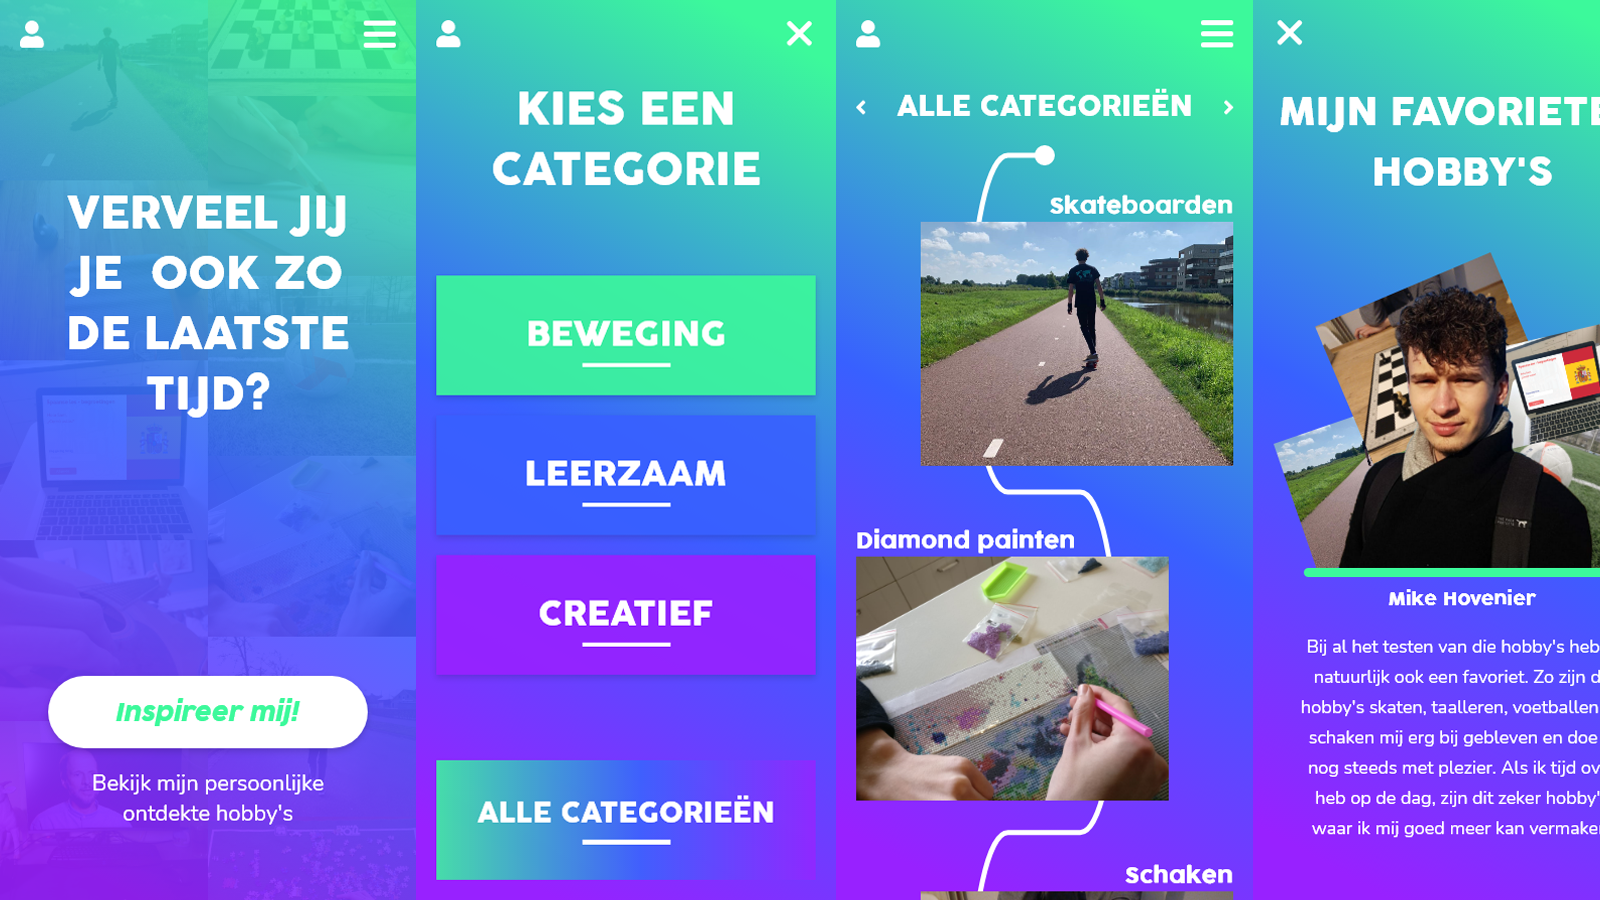 VERVEEL JIJ
JE OOK ZO
DE LAATSTE
TIJD?
Inspireer mij!
Bekijk mijn persoonlijke
ontdekte hobby's
KIES EEN
CATEGORIE
BEWEGING
LEERZAAM
CREATIEF
ALLE CATEGORIEËN
ALLE CATEGORIEËN
Skateboarden
Diamond painten
Schaken
MIJN FAVORIETE
HOBBY'S
Mike Hovenier
Bij al het testen van die hobby's heb
natuurlijk ook een favoriet. Zo zijn d
hobby's skaten, taalleren, voetballen
schaken mij erg bij gebleven en doe
nog steeds met plezier. Als ik tijd ov
heb op de dag, zijn dit zeker hobby'
waar ik mij goed meer kan vermake